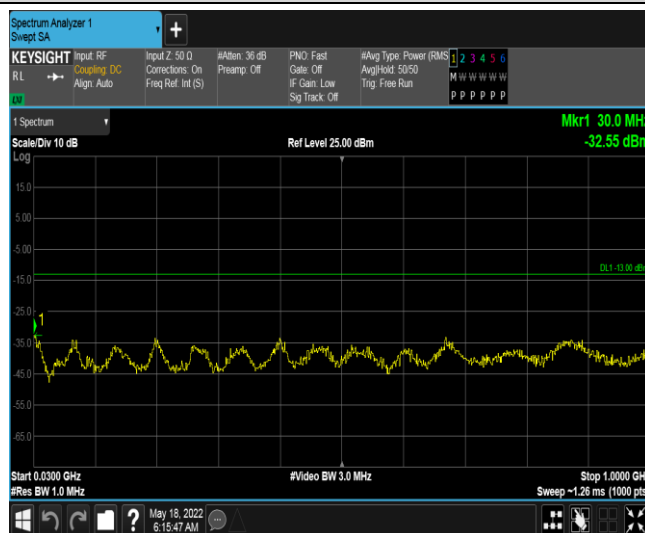 Spectrum Analyzer 1
Swept SA
+
KEYSIGHT
RL
LXI
Input: RF
Coupling: DC
Align: Auto
Input Z: 50 Ω
Corrections: On
Freq Ref: Int (S)
#Atten: 36 dB
Preamp: Off
PNO: Fast
Gate: Off
IF Gain: Low
Sig Track: Off
#Avg Type: Power (RMS
Avg|Hold: 50/50
Trig: Free Run
1 2 3 4 5 6
M W W W W W
P P P P P P
1 Spectrum
Scale/Div 10 dB
Log
Ref Level 25.00 dBm
Mkr1 30.0 MHz
-32.55 dBm
15.0
5.00
-5.00
DL1 -13.00 dBm
-15.0
-25.0
1
-35.0
-45.0
-55.0
-65.0
Start 0.0300 GHz
#Res BW 1.0 MHz
#Video BW 3.0 MHz
Stop 1.0000 GH
Sweep ~1.26 ms (1000 pts
?
May 18, 2022
6:15:47 AM